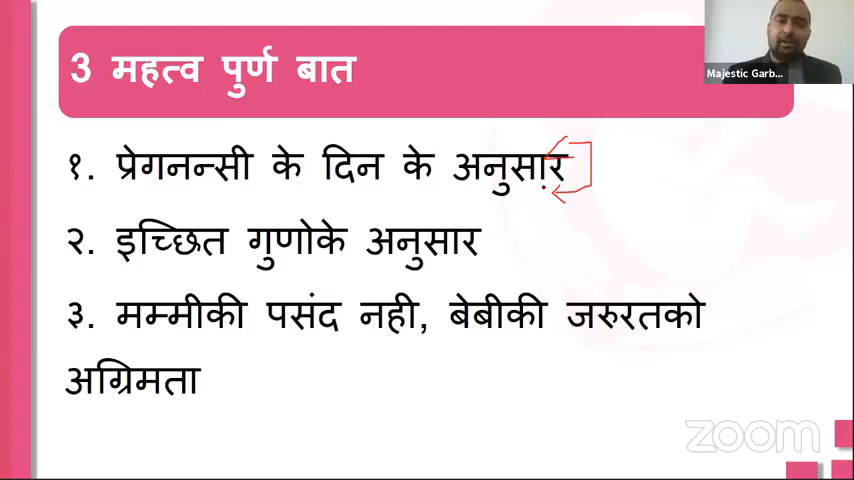 3 महत्व पुर्ण बात
Majestic Garb...
१. प्रेगनन्सी के दिन के अनुसार
२. इच्छित गुणोके अनुसार
३. मम्मीकी पसंद नही, बेबीकी जरुरतको
अग्रिमता
zoom